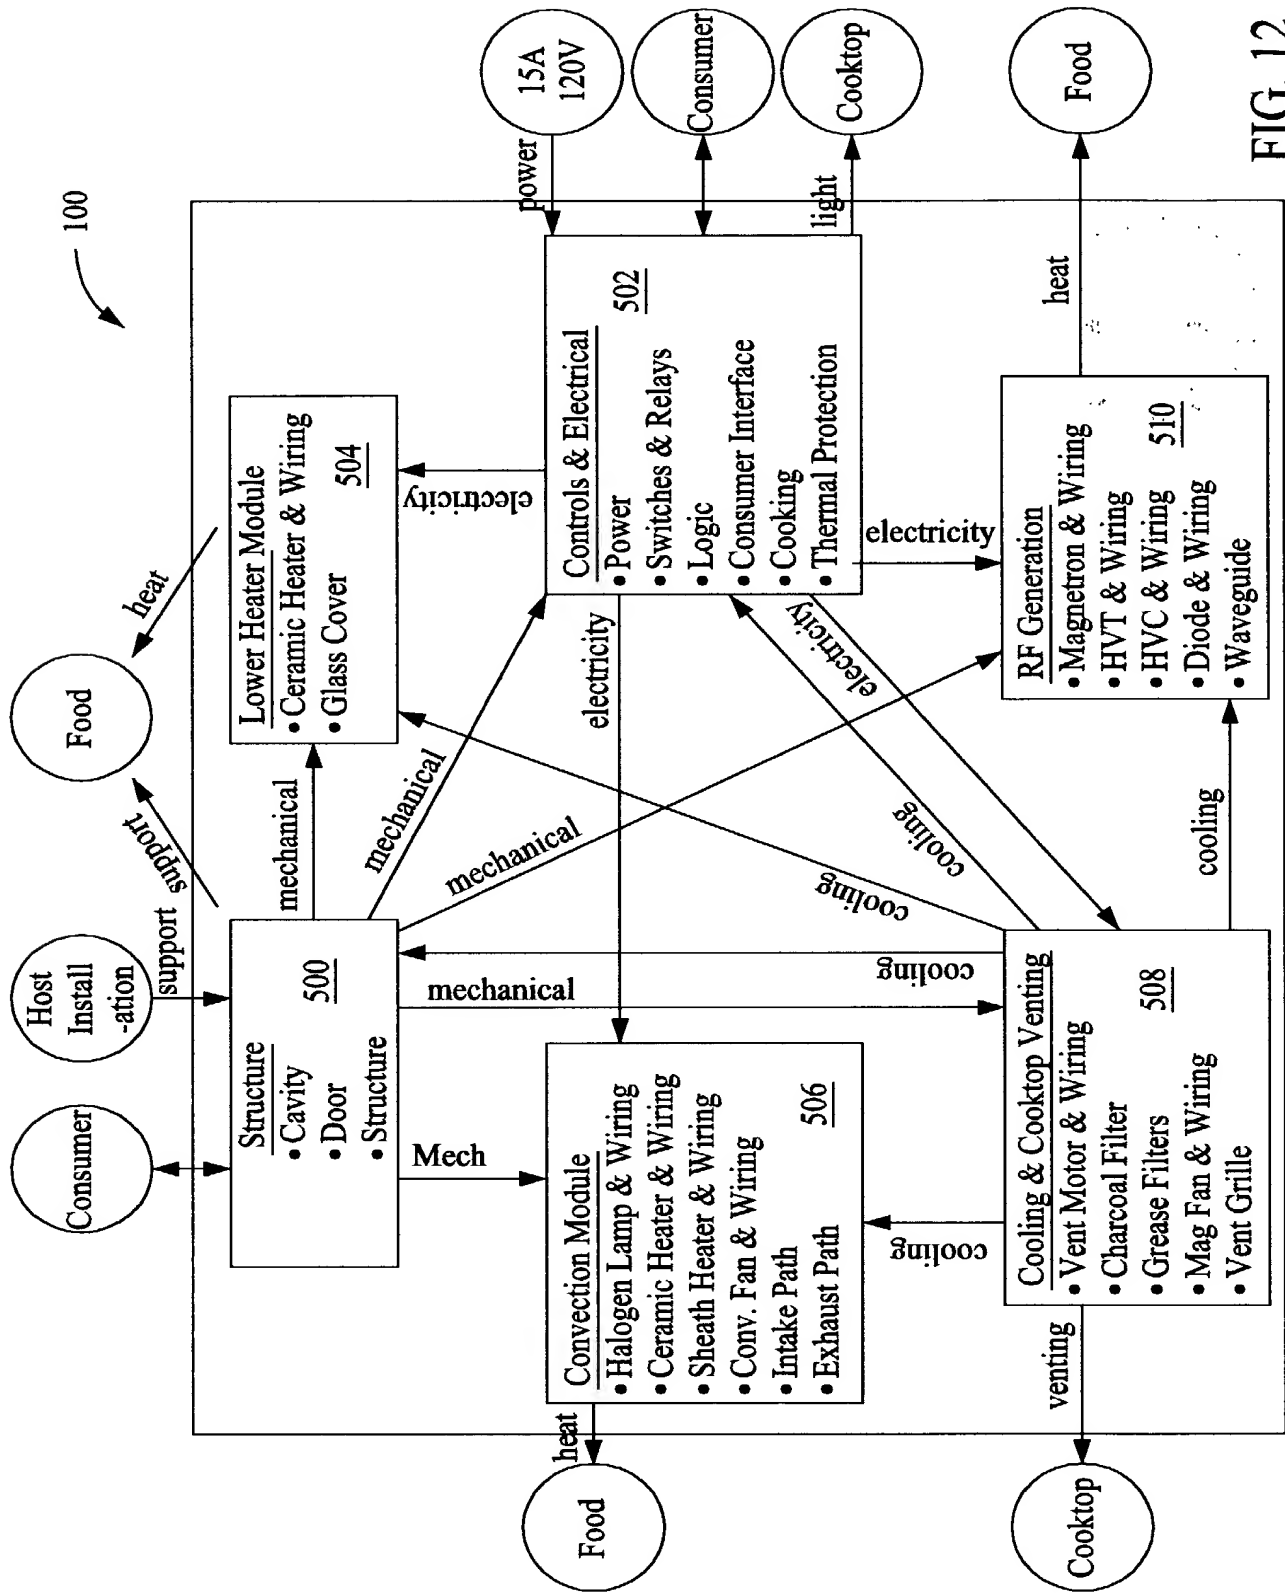 100
Consumer
Host
Install
-ation
support
support
Food
heat
Structure
• Cavity
• Door
• Structure
500
mechanical
Lower Heater Module
• Ceramic Heater & Wiring
• Glass Cover
504
Mech
mechanical
cooling
mechanical
mechanical
cooling
electricity
electricity
power
15A
120V
Consumer
light
Cooktop
Convection Module
• Halogen Lamp & Wiring
• Ceramic Heater & Wiring
• Sheath Heater & Wiring
• Conv. Fan & Wiring
• Intake Path
• Exhaust Path
506
heat
Food
Controls & Electrical
• Power
• Switches & Relays
• Logic
• Consumer Interface
• Cooking
• Thermal Protection
502
cooling
cooling
electricity
electricity
venting
Cooktop
Cooling & Cooktop Venting
• Vent Motor & Wiring
• Charcoal Filter
• Grease Filters
• Mag Fan & Wiring
• Vent Grille
508
cooling
RF Generation
• Magnetron & Wiring
• HVT & Wiring
• HVC & Wiring
• Diode & Wiring
• Waveguide
510
heat
Food
FIG. 12